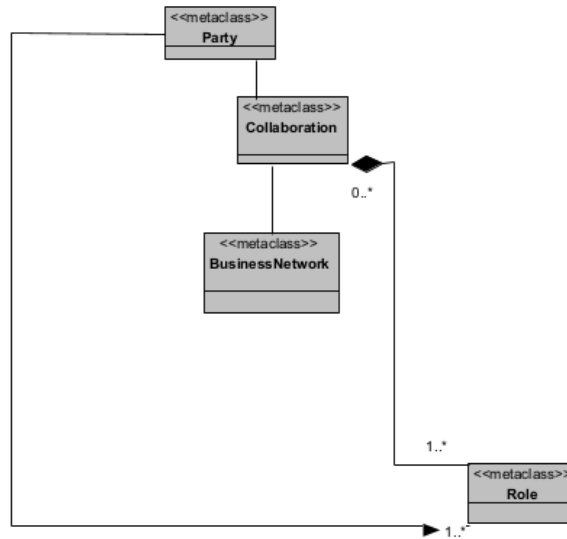 <<metaclass>>
Party
<<metaclass>>
Collaboration
0..*
<<metaclass>>
BusinessNetwork
1..*
<<metaclass>>
Role
1..*